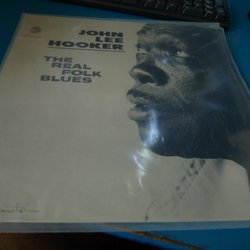 JOHN
LEE
HOOKER
THE
REAL
FOLK
BLUES